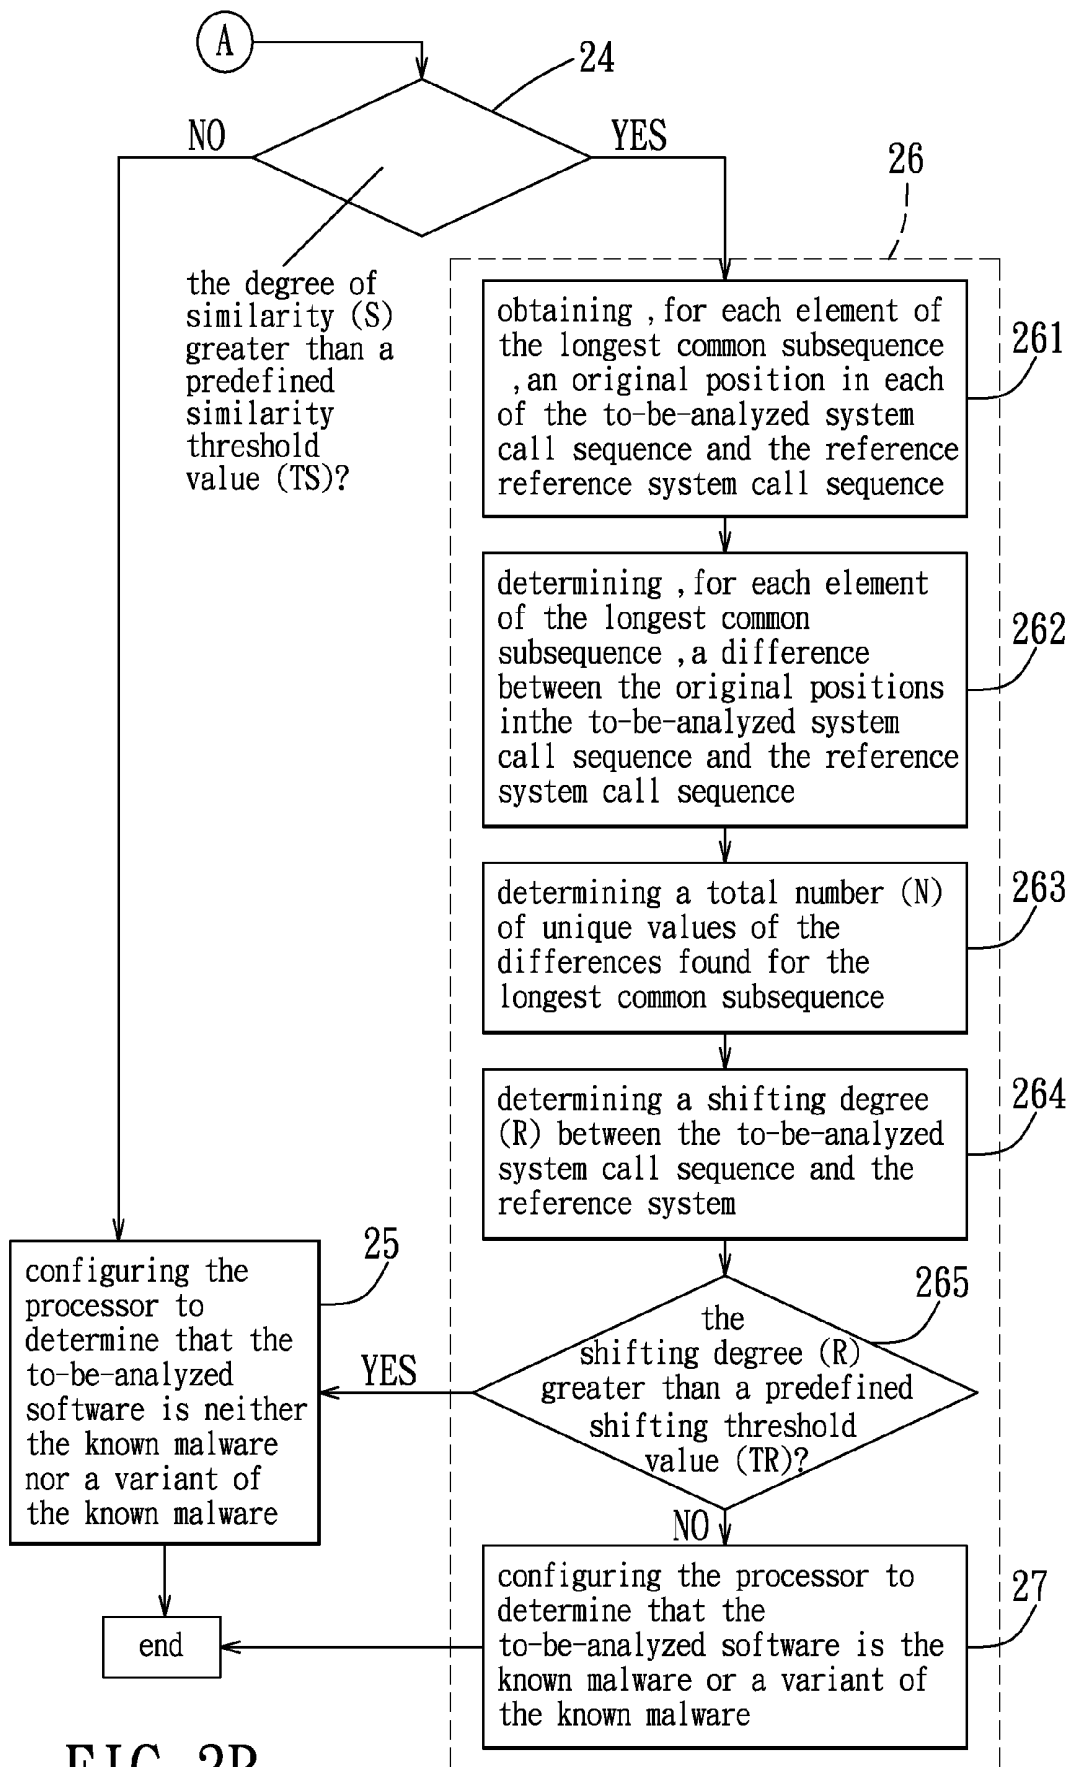 A
24
NO
YES
26
the degree of
similarity (S)
greater than a
predefined
similarity
threshold
value (TS)?
obtaining ,for each element of
the longest common subsequence
,an original position in each
of the to-be-analyzed system
call sequence and the reference
reference system call sequence
261
determining ,for each element
of the longest common
subsequence ,a difference
between the original positions
inthe to-be-analyzed system
call sequence and the reference
system call sequence
262
determining a total number (N)
of unique values of the
differences found for the
longest common subsequence
263
determining a shifting degree
(R) between the to-be-analyzed
system call sequence and the
reference system
264
25
configuring the
processor to
determine that the
to-be-analyzed
software is neither
the known malware
nor a variant of
the known malware
YES
the
shifting degree (R)
greater than a predefined
shifting threshold
value (TR)?
265
NO
configuring the processor to
determine that the
to-be-analyzed software is the
known malware or a variant of
the known malware
27
end
FIG. 2B